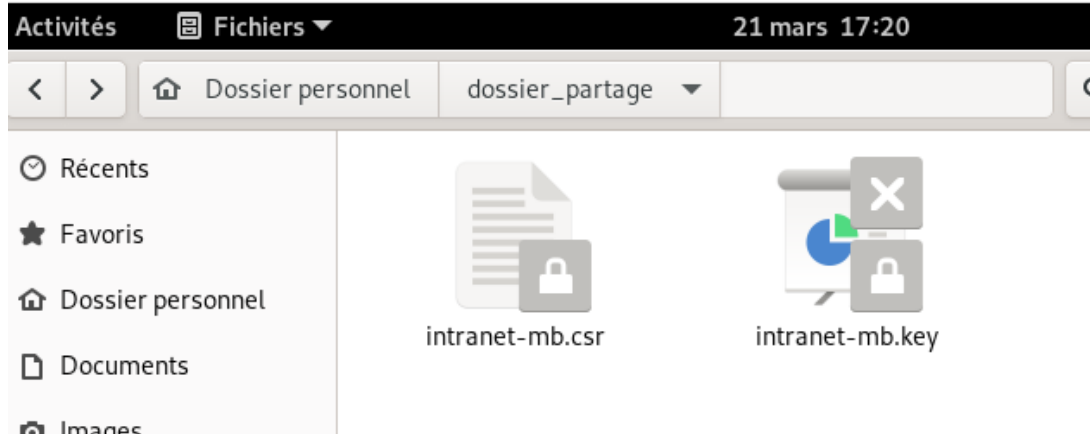 Activités Fichiers 21 mars 17:20
Dossier personnel dossier_partage
Récents
Favoris
Dossier personnel
Documents
Images
intranet-mb.csr intranet-mb.key